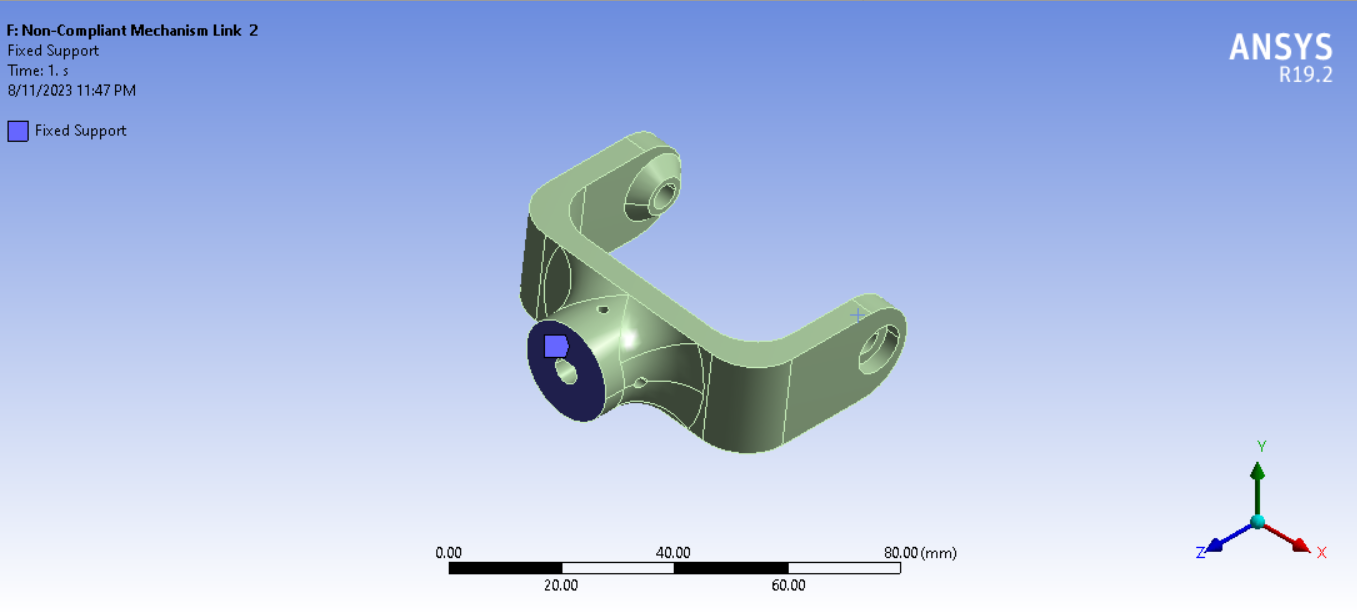 F: Non-Compliant Mechanism Link 2
Fixed Support
Time: 1. s
8/11/2023 11:47 PM
Fixed Support
ANSYS
R19.2
Y
Z
X
0.00 40.00 80.00 (mm)
20.00 60.00